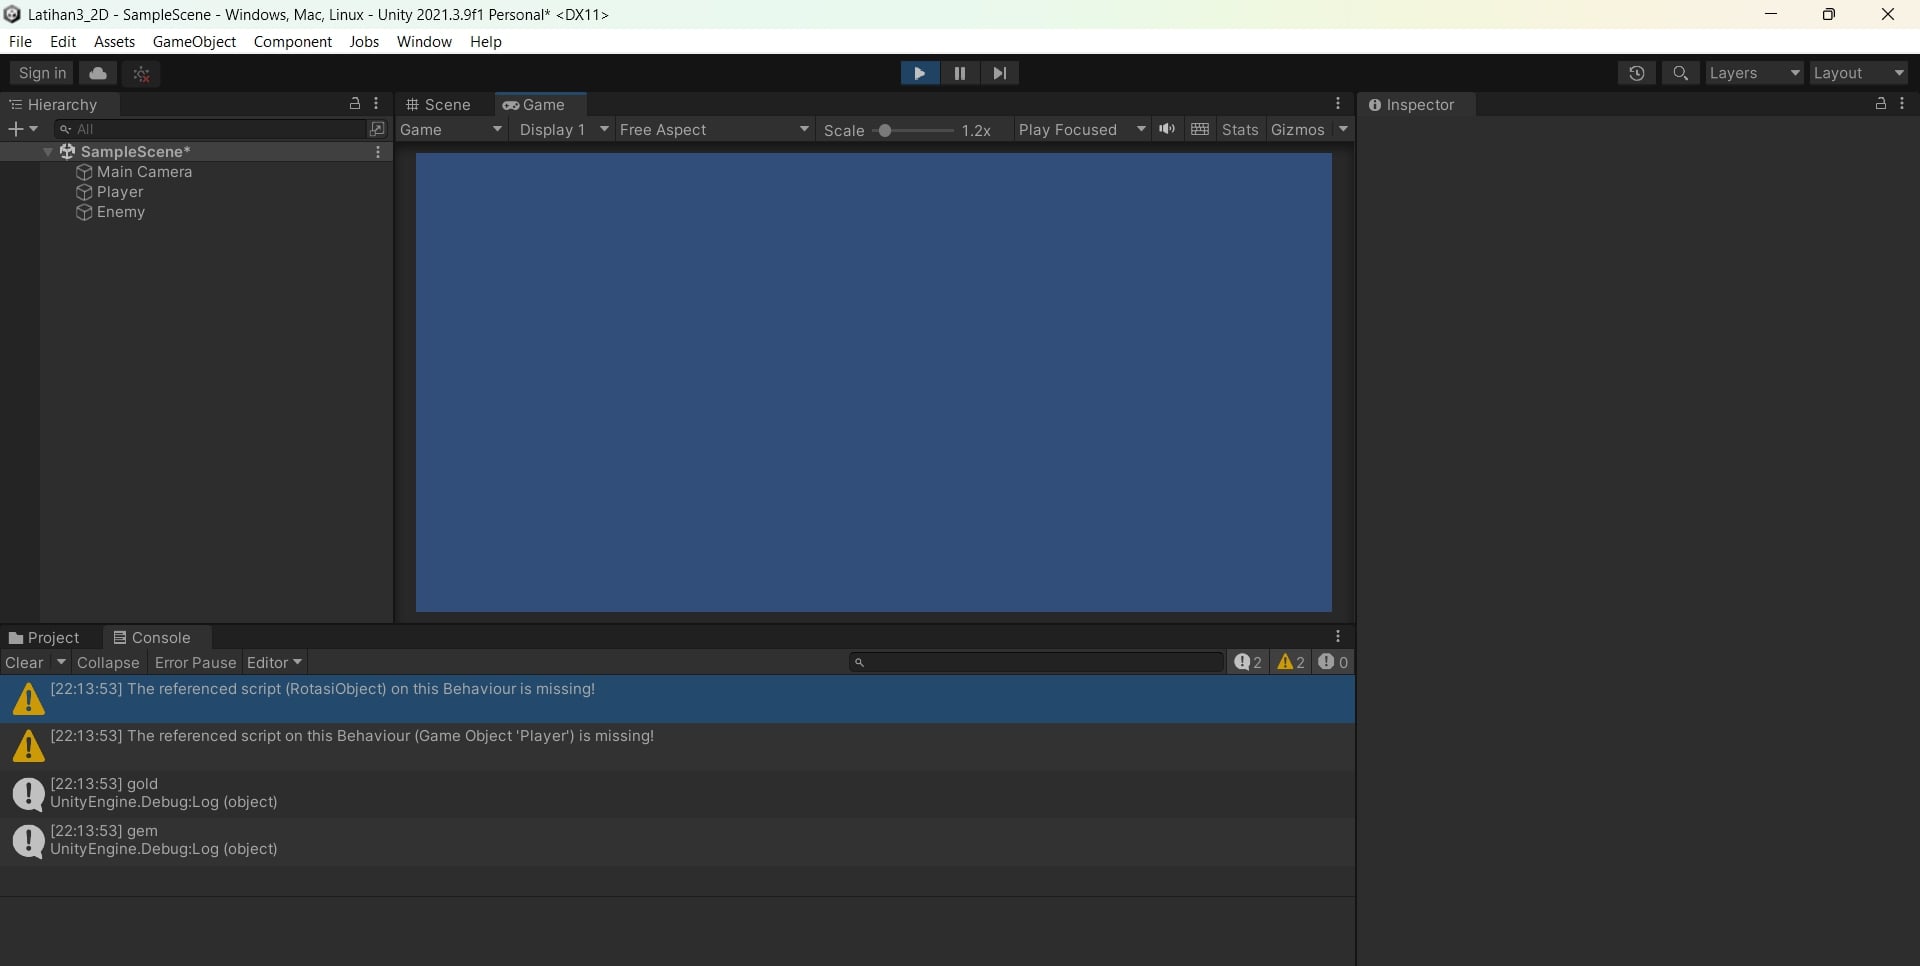 Latihan3_2D - SampleScene - Windows, Mac, Linux - Unity 2021.3.9f1 Personal* <DX11>
File Edit Assets GameObject Component Jobs Window Help
Sign in
Layers
Layout
Hierarchy
Scene
Game
Inspector
All
Game
Display 1
Free Aspect
Scale
1.2x
Play Focused
Stats
Gizmos
SampleScene*
Main Camera
Player
Enemy
Project
Console
Clear
Collapse
Error Pause
Editor
2
2
0
[22:13:53] The referenced script (RotasiObject) on this Behaviour is missing!
[22:13:53] The referenced script on this Behaviour (Game Object 'Player') is missing!
[22:13:53] gold
UnityEngine.Debug:Log (object)
[22:13:53] gem
UnityEngine.Debug:Log (object)